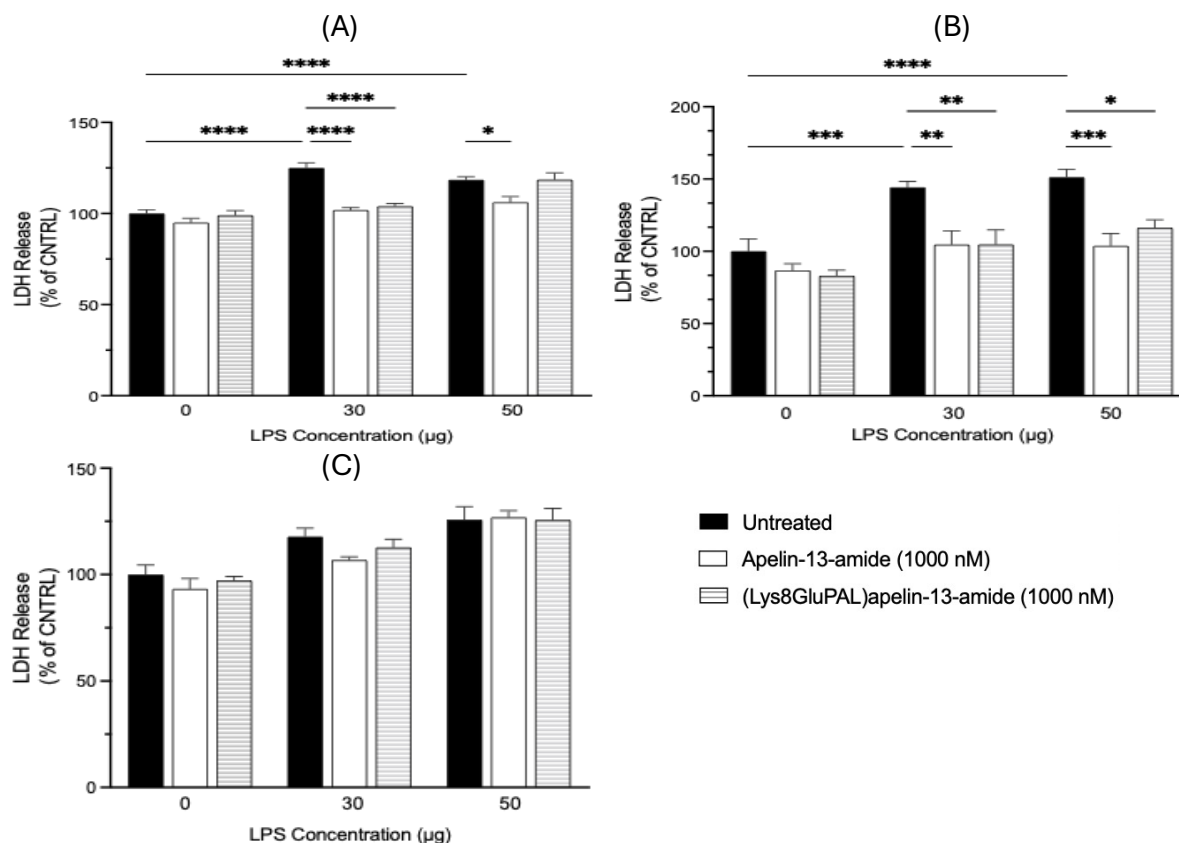 (A)
****
****
****
****
*
150
100
50
0
LDH Release
(% of CNTRL)
0
30
50
LPS Concentration (µg)
(B)
****
**
*
***
**
***
200
150
100
50
0
LDH Release
(% of CNTRL)
0
30
50
LPS Concentration (µg)
(C)
150
100
50
0
LDH Release
(% of CNTRL)
0
30
50
LPS Concentration (µg)
Untreated
Apelin-13-amide (1000 nM)
(Lys8GluPAL)apelin-13-amide (1000 nM)